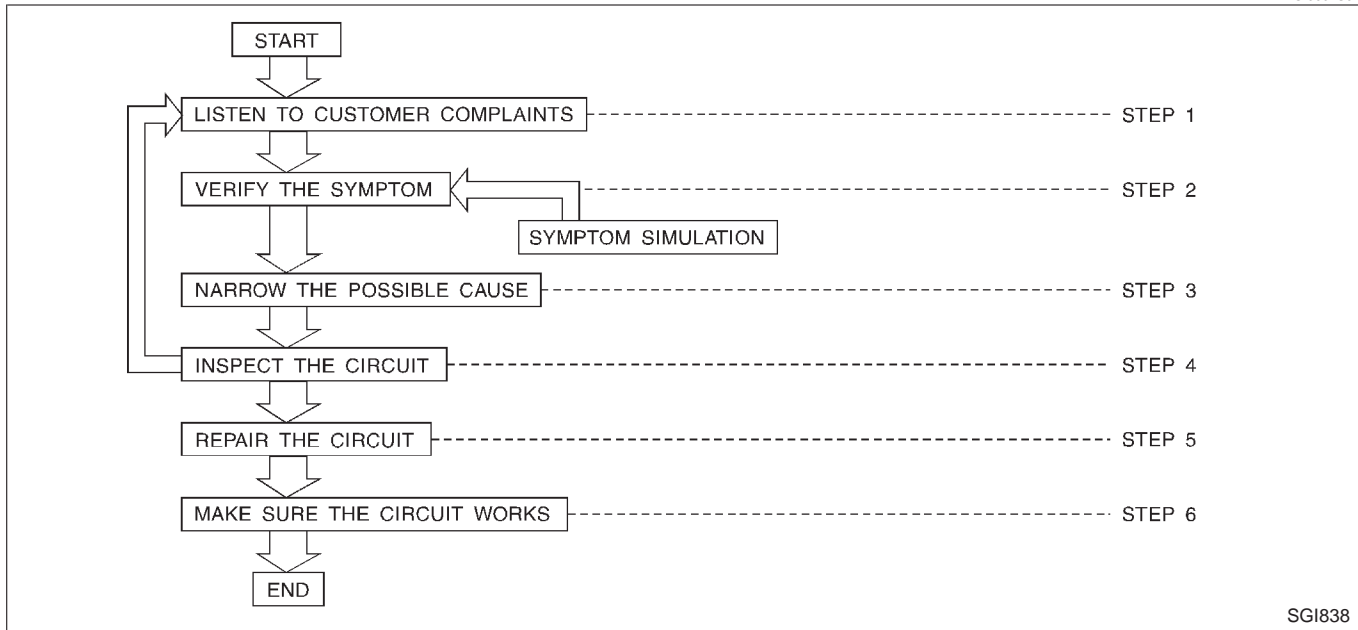 START
LISTEN TO CUSTOMER COMPLAINTS STEP 1
VERIFY THE SYMPTOM STEP 2
SYMPTOM SIMULATION
NARROW THE POSSIBLE CAUSE STEP 3
INSPECT THE CIRCUIT STEP 4
REPAIR THE CIRCUIT STEP 5
MAKE SURE THE CIRCUIT WORKS STEP 6
END
SGI838